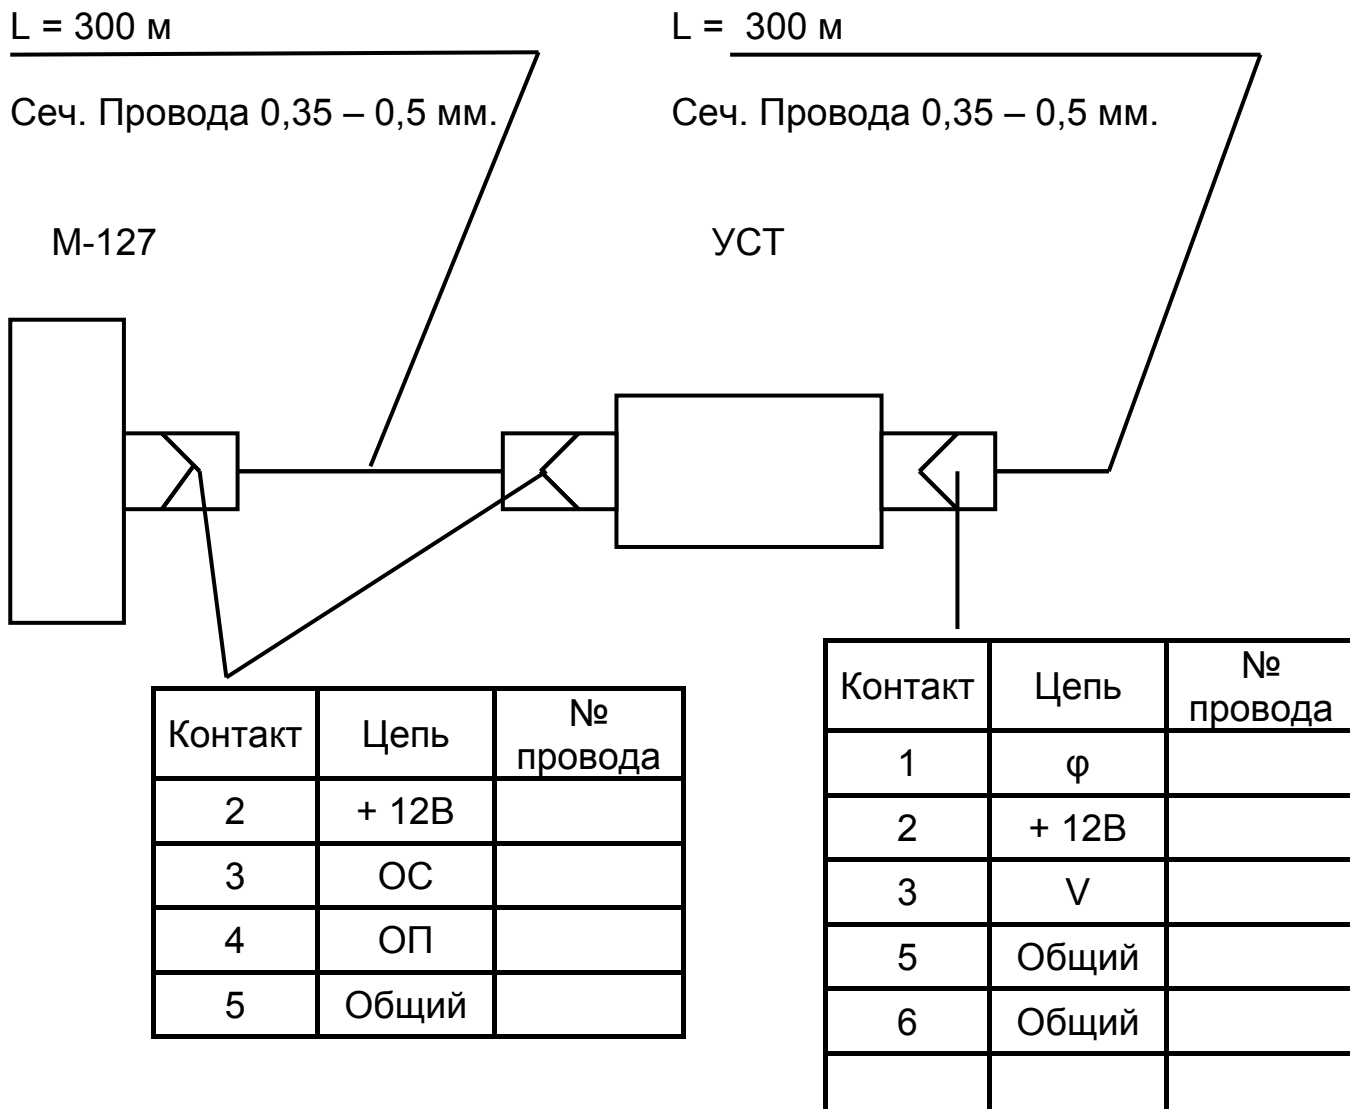 L = 300 м
L =  300 м
Сеч. Провода 0,35 – 0,5 мм.
Сеч. Провода 0,35 – 0,5 мм.
М-127
УСТ
Контакт Цепь № провода
2 + 12В
3 ОС
4 ОП
5 Общий
Контакт Цепь № провода
1 φ
2 + 12В
3 V
5 Общий
6 Общий